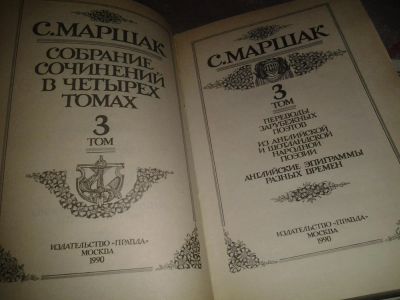 С. МАРШАК
СОБРАНИЕ
СОЧИНЕНИЙ
В ЧЕТЫРЕХ
ТОМАХ
3
ТОМ
ИЗДАТЕЛЬСТВО «ПРАВДА»
МОСКВА
1990
С. МАРШАК
3
ТОМ
ПЕРЕВОДЫ
ЗАРУБЕЖНЫХ
ПОЭТОВ
ИЗ АНГЛИЙСКОЙ
И ШОТЛАНДСКОЙ
НАРОДНОЙ
ПОЭЗИИ
АНГЛИЙСКИЕ ЭПИГРАММЫ
РАЗНЫХ ВРЕМЕН
ИЗДАТЕЛЬСТВО «ПРАВДА»
МОСКВА
1990